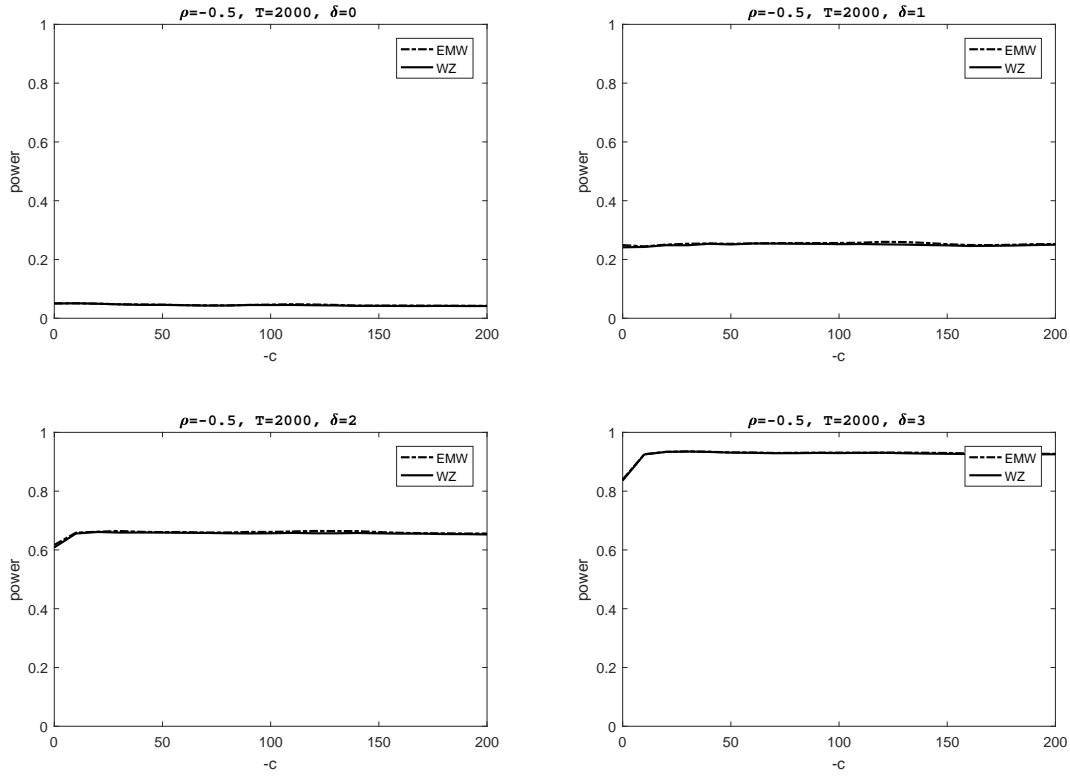 ρ=-0.5, T=2000, δ=0
1
0.8
0.6
0.4
0.2
0
power
0
50
100
150
200
-c
EMW
WZ
ρ=-0.5, T=2000, δ=1
1
0.8
0.6
0.4
0.2
0
power
0
50
100
150
200
-c
EMW
WZ
ρ=-0.5, T=2000, δ=2
1
0.8
0.6
0.4
0.2
0
power
0
50
100
150
200
-c
EMW
WZ
ρ=-0.5, T=2000, δ=3
1
0.8
0.6
0.4
0.2
0
power
0
50
100
150
200
-c
EMW
WZ